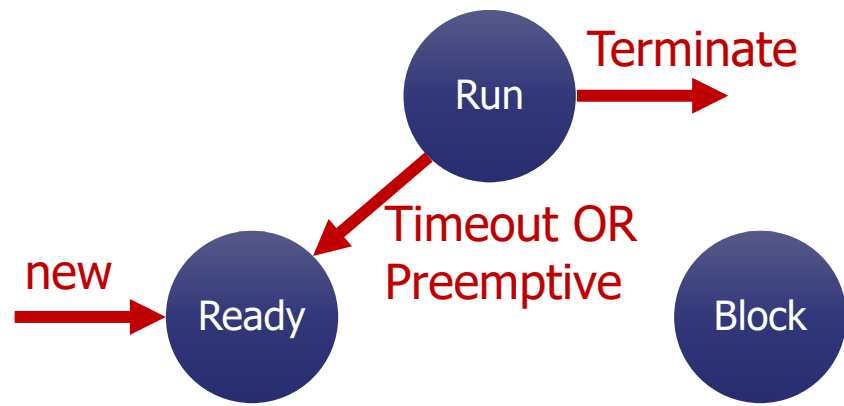 Terminate
Run
Timeout OR
Preemptive
new
Ready
Block